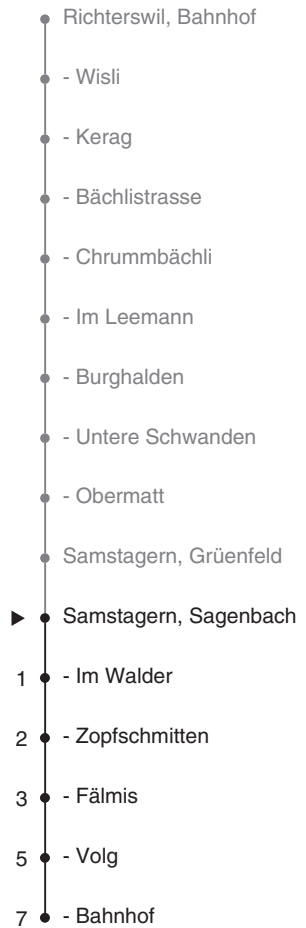 Richterswil, Bahnhof
- Wisli
- Kerag
- Bächlistrasse
- Chrummbächli
- Im Leemann
- Burghalden
- Untere Schwanden
- Obermatt
Samstagern, Grüenfeld
Samstagern, Sagenbach
1 - Im Walder
2 - Zopfschmitten
3 - Fälmis
5 - Volg
7 - Bahnhof